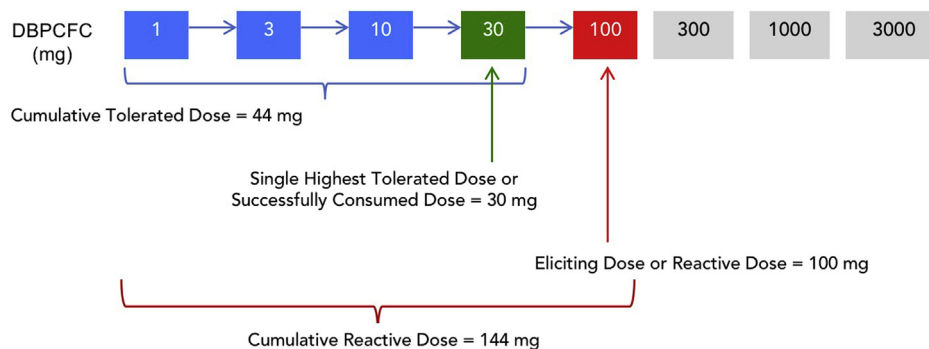 DBPCFC 1 3 10 30 100 300 1000 3000
(mg)
Cumulative Tolerated Dose = 44 mg
Single Highest Tolerated Dose or
Successfully Consumed Dose = 30 mg
Eliciting Dose or Reactive Dose = 100 mg
Cumulative Reactive Dose = 144 mg